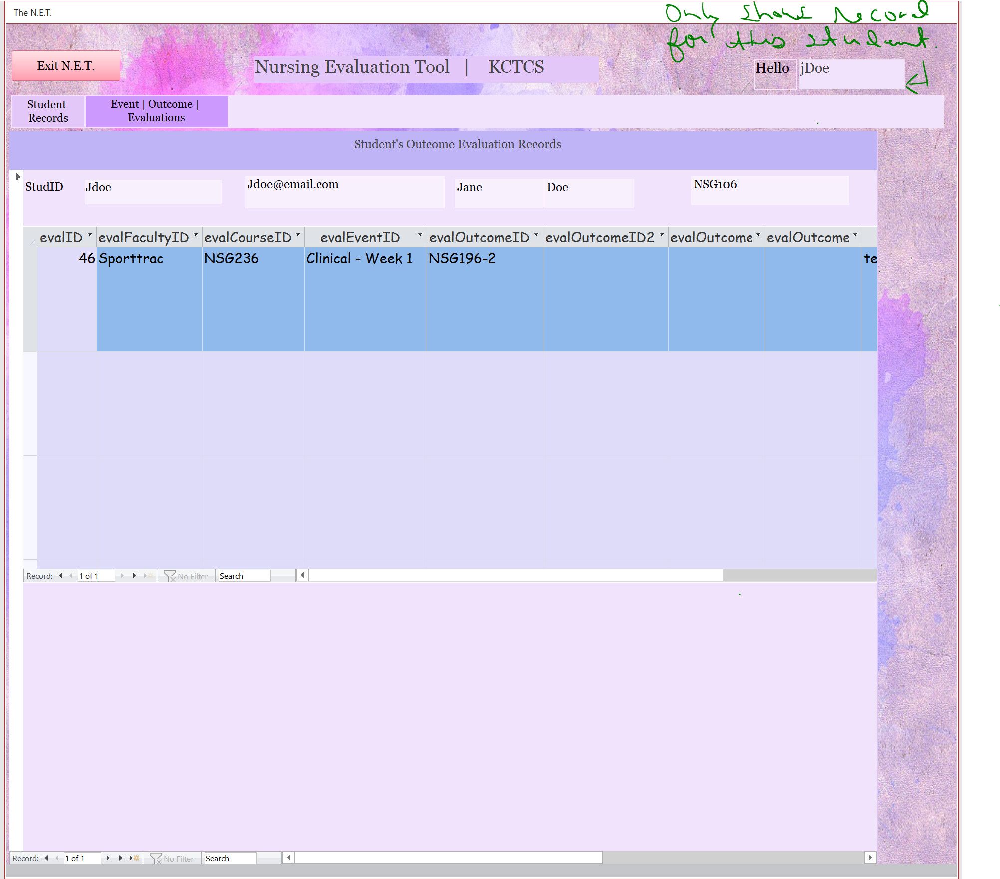 The N.E.T.
Only shows record
for this student.
Exit N.E.T.
Nursing Evaluation Tool | KCTCS
Hello jDoe
Student
Records
Event | Outcome |
Evaluations
Student's Outcome Evaluation Records
StudID Jdoe Jdoe@email.com Jane Doe NSG106
evalID evalFacultyID evalCourseID evalEventID evalOutcomeID evalOutcomeID2 evalOutcome evalOutcome
46 Sporttrac NSG236 Clinical - Week 1 NSG196-2 te
Record: 1 of 1 No Filter Search
Record: 1 of 1 No Filter Search